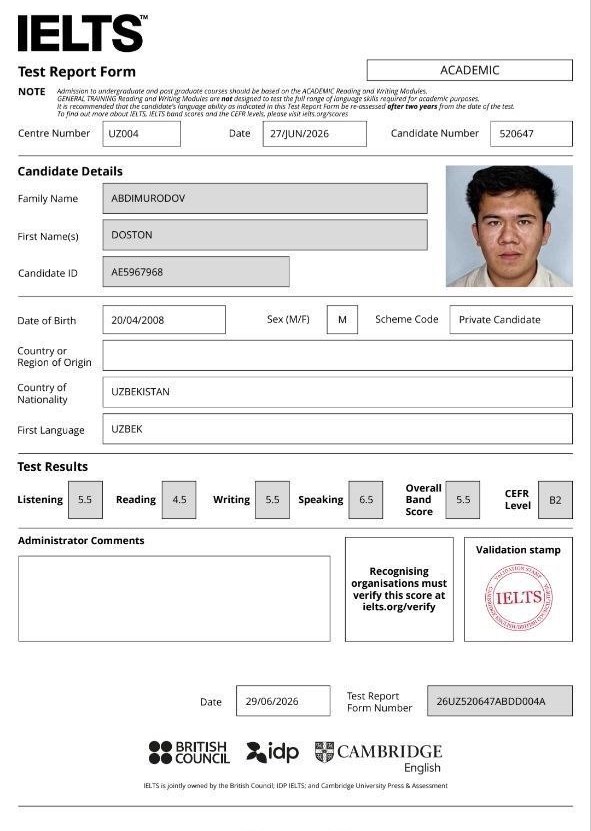 IELTS™
Test Report Form
ACADEMIC
NOTE Admission to undergraduate and post graduate courses should be based on the ACADEMIC Reading and Writing Modules.
GENERAL TRAINING Reading and Writing Modules are not designed to test the full range of language skills required for academic purposes.
It is recommended that the candidate's language ability as indicated in this Test Report Form be re-assessed after two years from the date of the test.
To find out more about IELTS, IELTS band scores and the CEFR levels, please visit ielts.org/scores
Centre Number UZ004 Date 27/JUN/2026 Candidate Number 520647
Candidate Details
Family Name ABDIMURODOV
First Name(s) DOSTON
Candidate ID AE5967968
Date of Birth 20/04/2008 Sex (M/F) M Scheme Code Private Candidate
Country or
Region of Origin
Country of
Nationality UZBEKISTAN
First Language UZBEK
Test Results
Listening 5.5 Reading 4.5 Writing 5.5 Speaking 6.5 Overall Band Score 5.5 CEFR Level B2
Administrator Comments
Recognising
organisations must
verify this score at
ielts.org/verify
Validation stamp
VALIDATION STAMP
IELTS
Date 29/06/2026 Test Report Form Number 26UZ520647ABDD004A
BRITISH COUNCIL
idp
CAMBRIDGE
English
IELTS is jointly owned by the British Council; IDP IELTS; and Cambridge University Press & Assessment